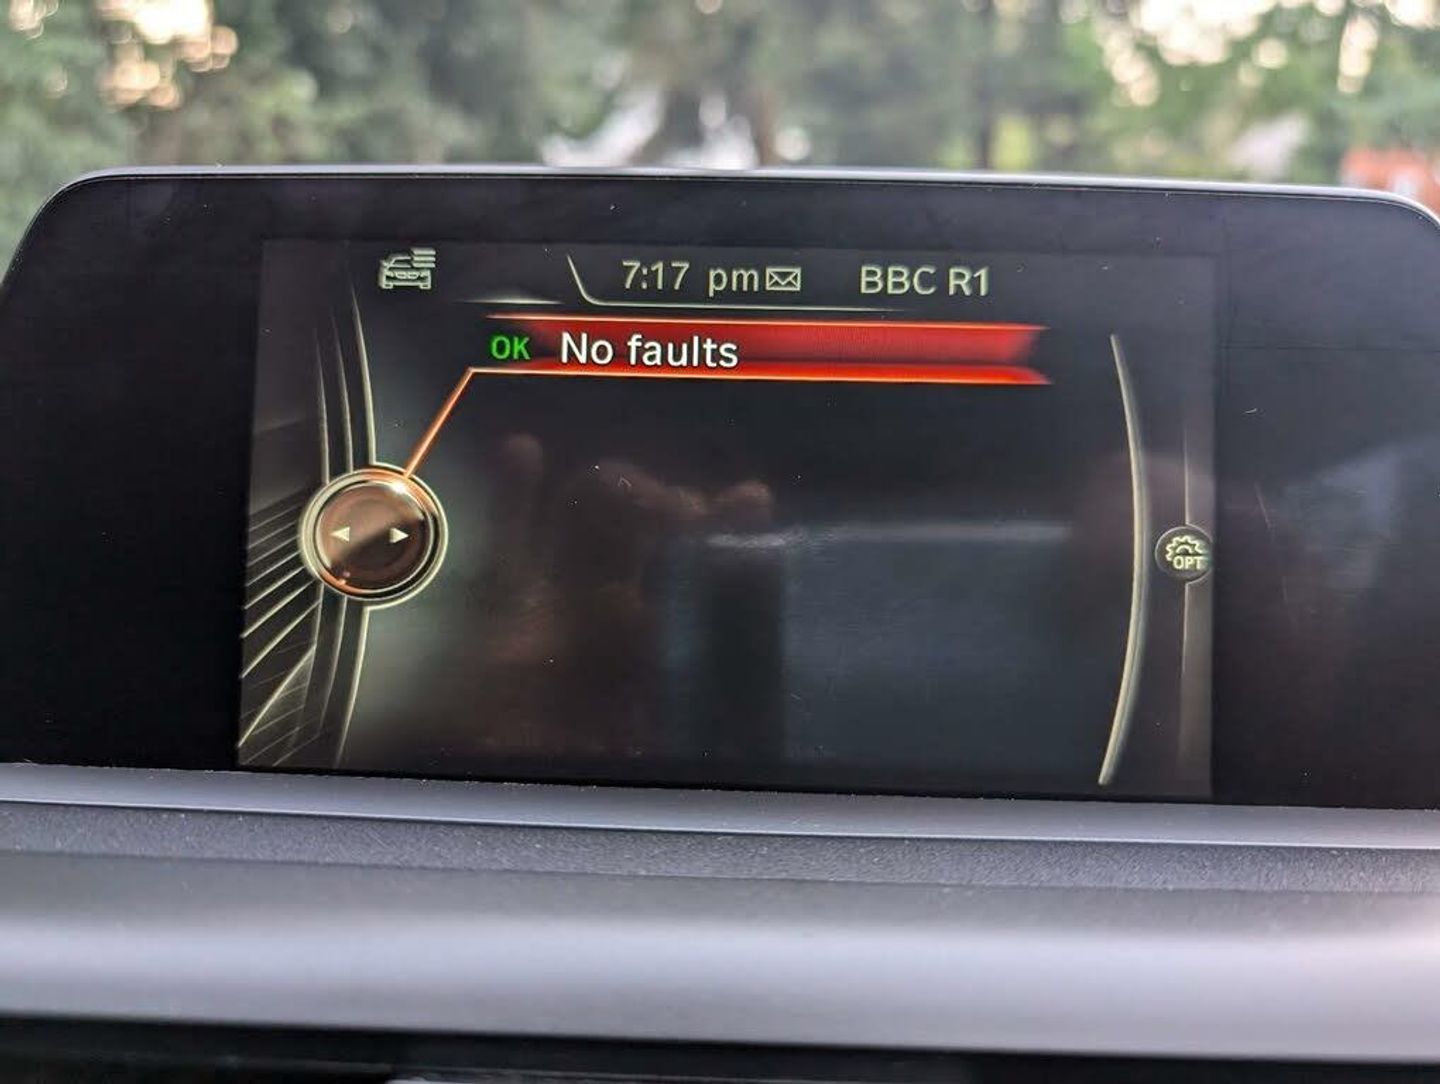 7:17 pm BBC R1
OK No faults
OPT